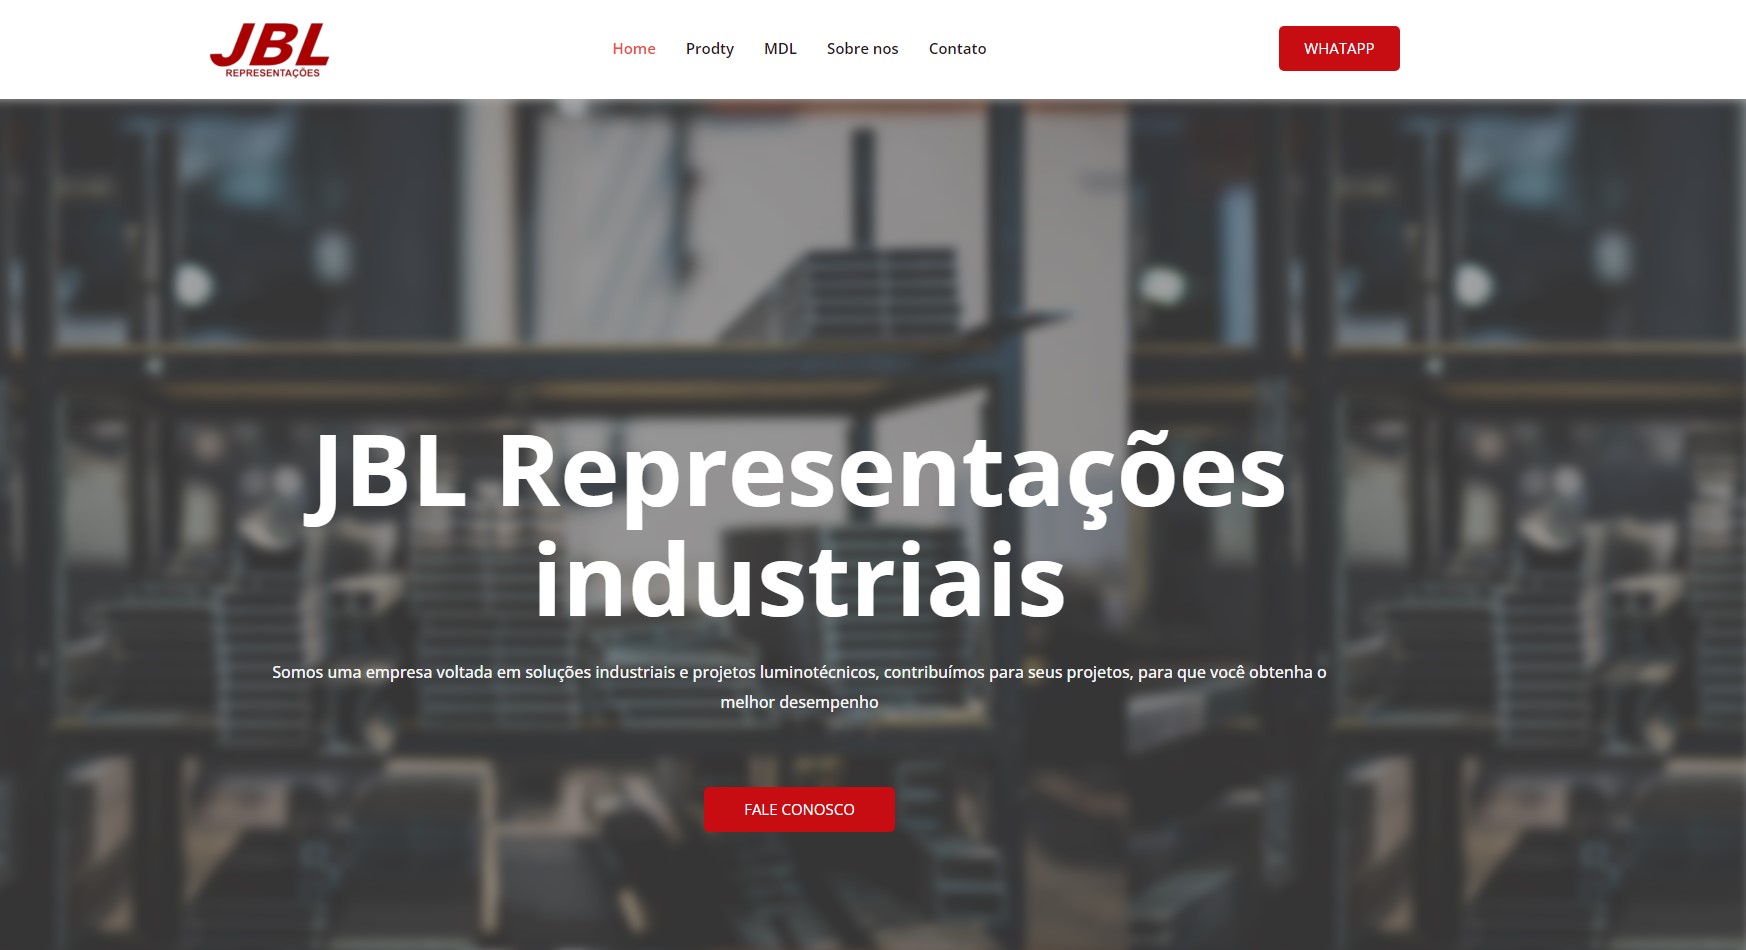 JBL
REPRESENTAÇÕES
Home Prodty MDL Sobre nos Contato
WHATAPP
JBL Representações
industriais
Somos uma empresa voltada em soluções industriais e projetos luminotécnicos, contribuímos para seus projetos, para que você obtenha o
melhor desempenho
FALE CONOSCO